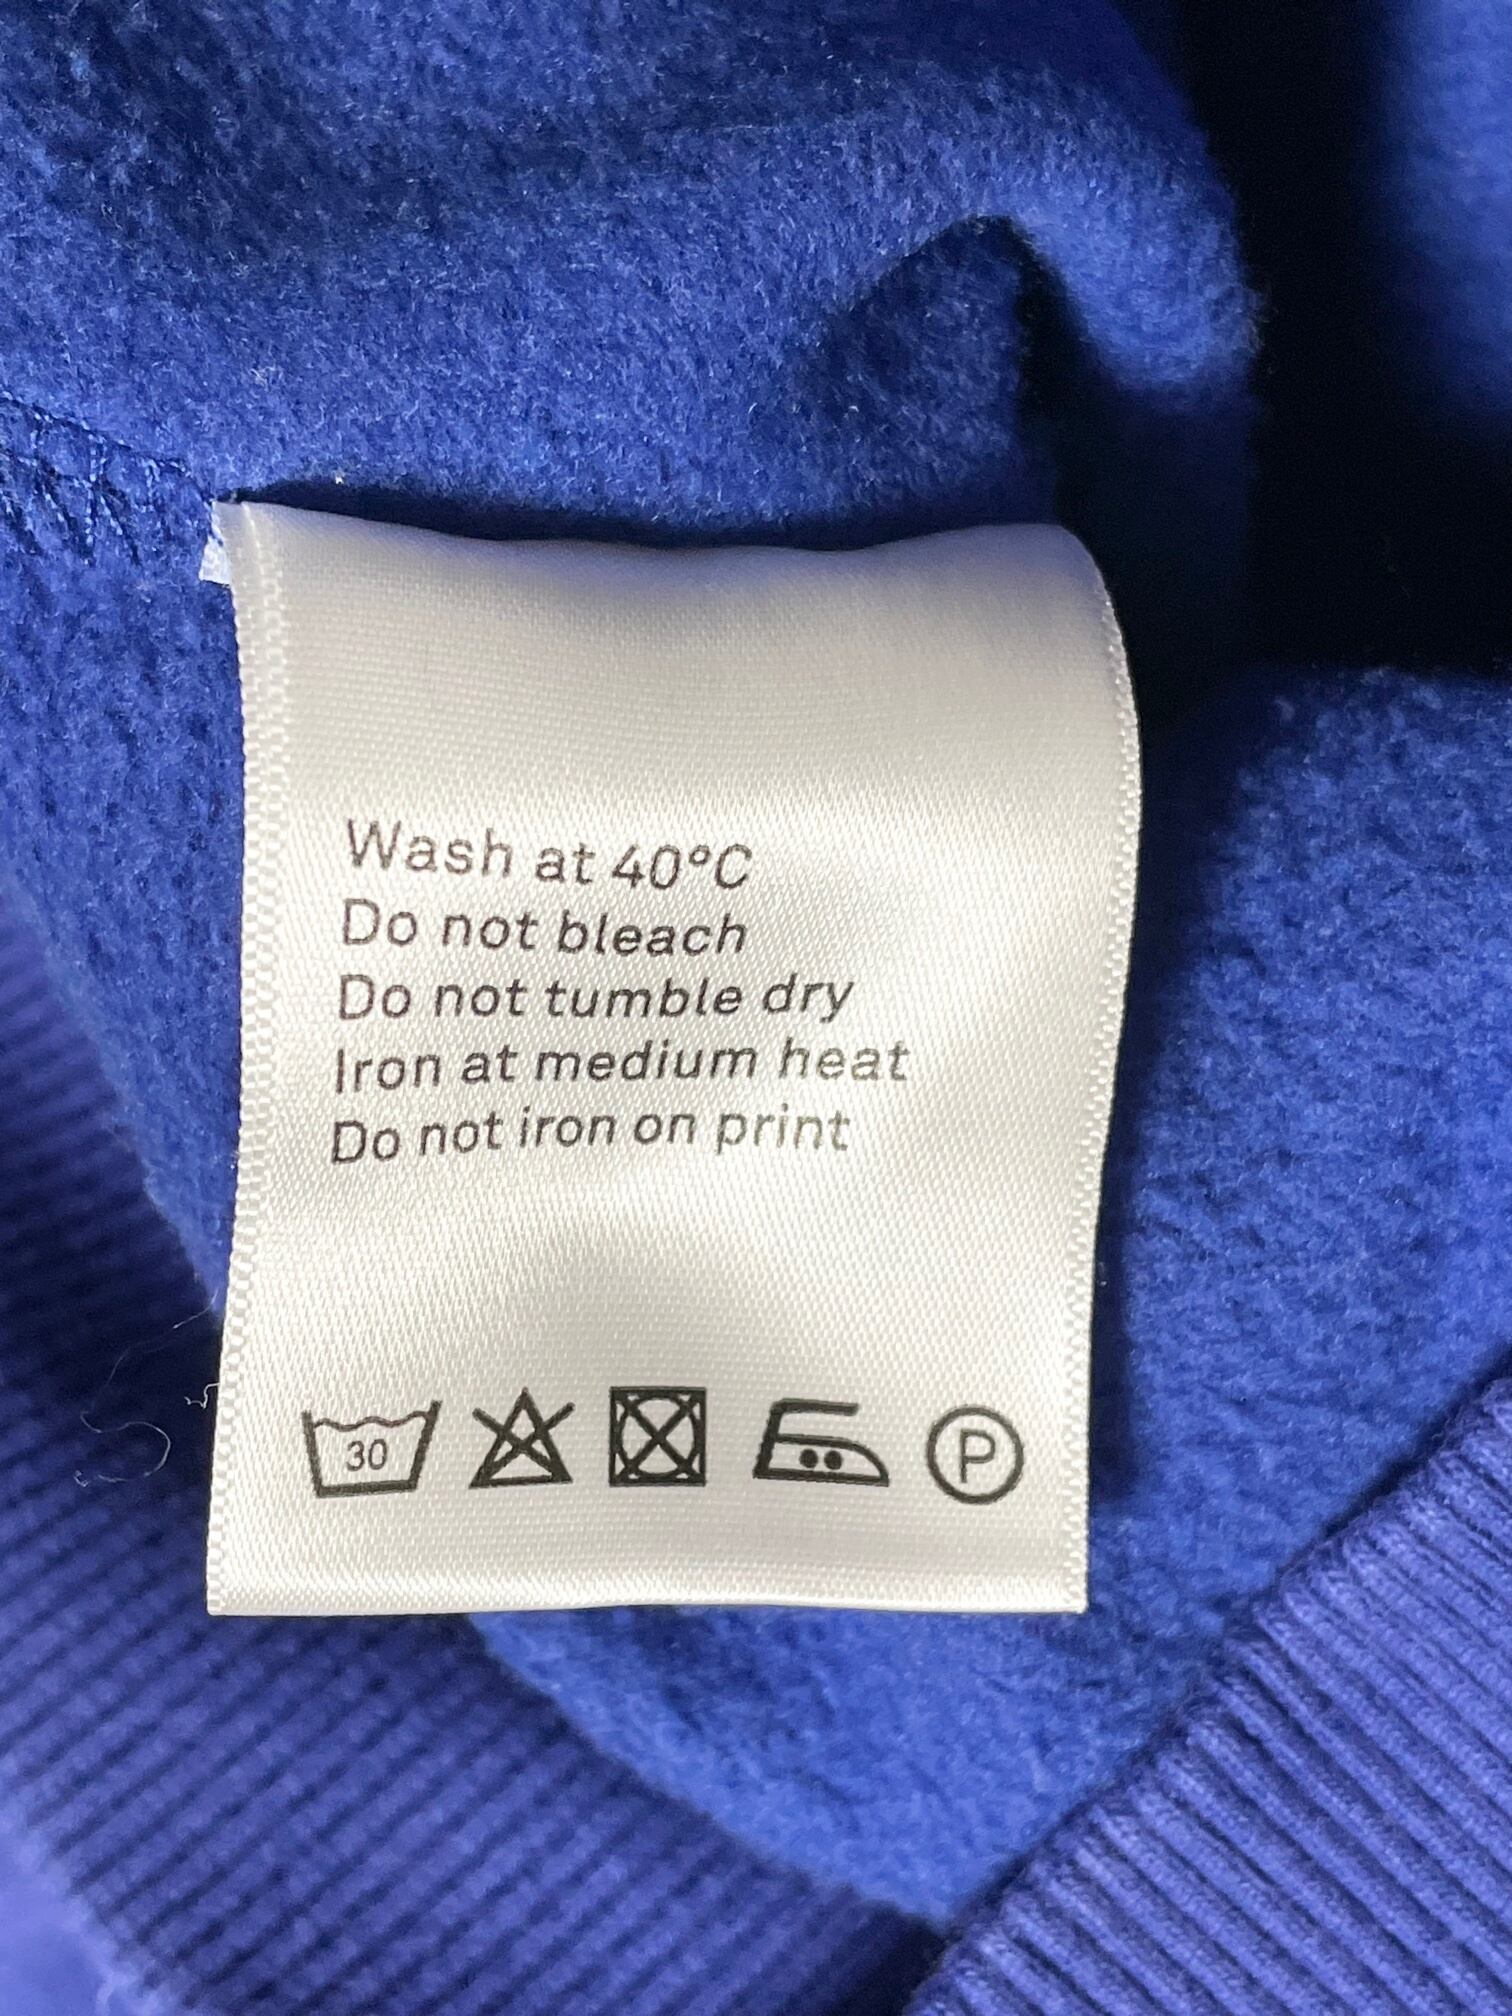 Wash at 40°C
Do not bleach
Do not tumble dry
Iron at medium heat
Do not iron on print
30 P